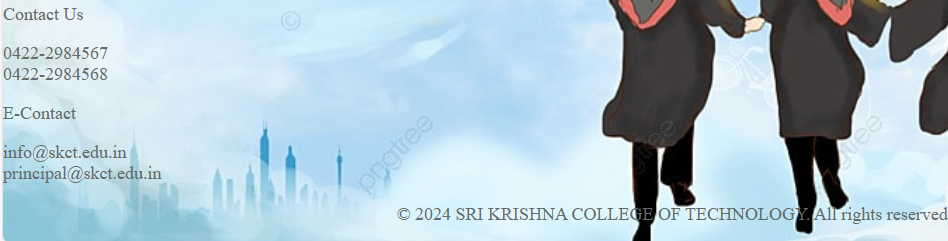 Contact Us
0422-2984567
0422-2984568
E-Contact
info@skct.edu.in
principal@skct.edu.in
© 2024 SRI KRISHNA COLLEGE OF TECHNOLOGY. All rights reserved
pngtree